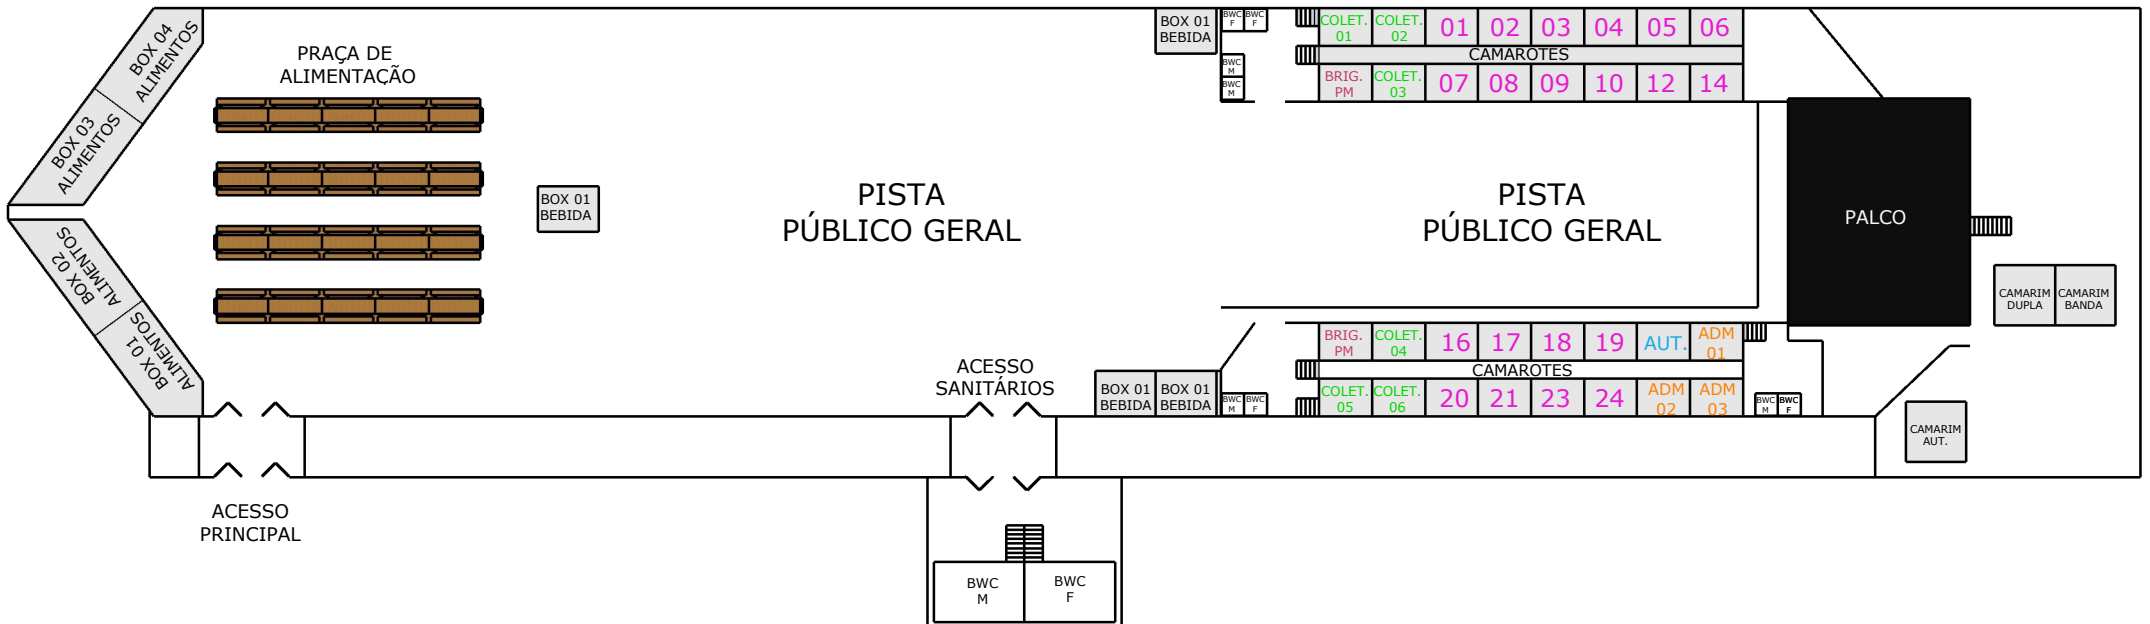 BOX 04
ALIMENTOS
BOX 03
ALIMENTOS
BOX 02
ALIMENTOS
BOX 01
ALIMENTOS
PRAÇA DE
ALIMENTAÇÃO
BOX 01
BEBIDA
PISTA
PÚBLICO GERAL
BOX 01
BEBIDA
BWC
F
BWC
F
BWC
M
BWC
M
COLET.
01
COLET.
02
01
02
03
04
05
06
CAMAROTES
BRIG.
PM
COLET.
03
07
08
09
10
12
14
PISTA
PÚBLICO GERAL
PALCO
CAMARIM
DUPLA
CAMARIM
BANDA
BRIG.
PM
COLET.
04
16
17
18
19
AUT.
ADM
01
CAMAROTES
COLET.
05
COLET.
06
20
21
23
24
ADM
02
ADM
03
BWC
M
BWC
F
ACESSO
SANITÁRIOS
BOX 01
BEBIDA
BOX 01
BEBIDA
BWC
M
BWC
F
CAMARIM
AUT.
ACESSO
PRINCIPAL
BWC
M
BWC
F